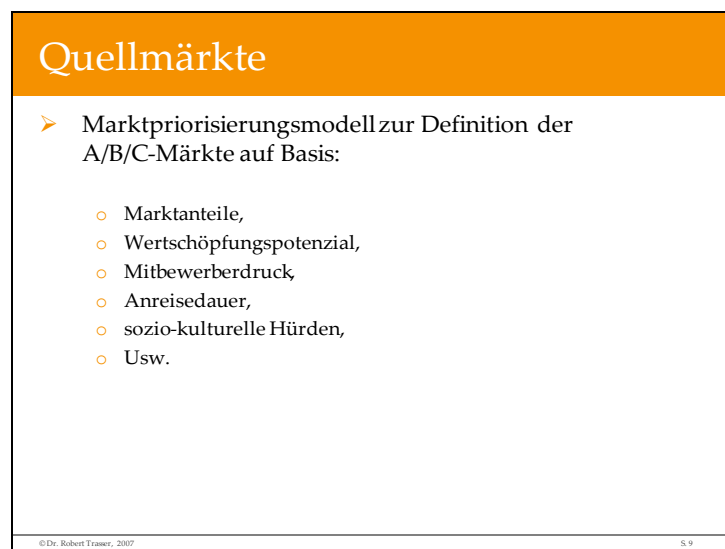 Quellmärkte
➢ Marktpriorisierungsmodell zur Definition der
A/B/C-Märkte auf Basis:
o Marktanteile,
o Wertschöpfungspotenzial,
o Mitbewerberdruck,
o Anreisedauer,
o sozio-kulturelle Hürden,
o Usw.
© Dr. Robert Trasser, 2007 S. 9